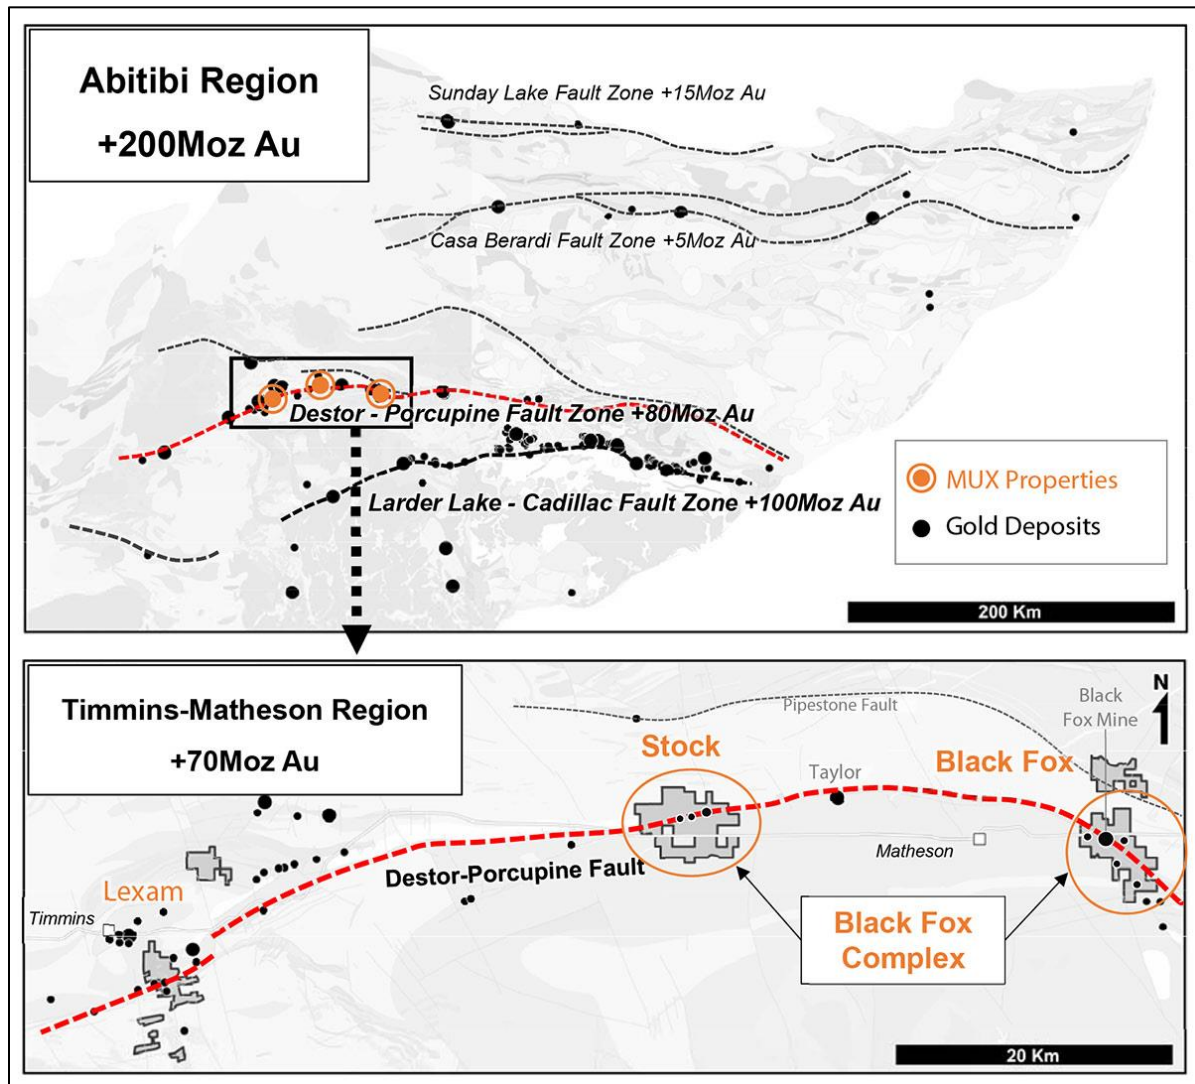 Abitibi Region
+200Moz Au
Sunday Lake Fault Zone +15Moz Au
Casa Berardi Fault Zone +5Moz Au
Destor - Porcupine Fault Zone +80Moz Au
Larder Lake - Cadillac Fault Zone +100Moz Au
MUX Properties
Gold Deposits
200 Km
Timmins-Matheson Region
+70Moz Au
Pipestone Fault
Black
Fox Mine
N
Stock
Taylor
Black Fox
Matheson
Destor-Porcupine Fault
Lexam
Timmins
Black Fox
Complex
20 Km